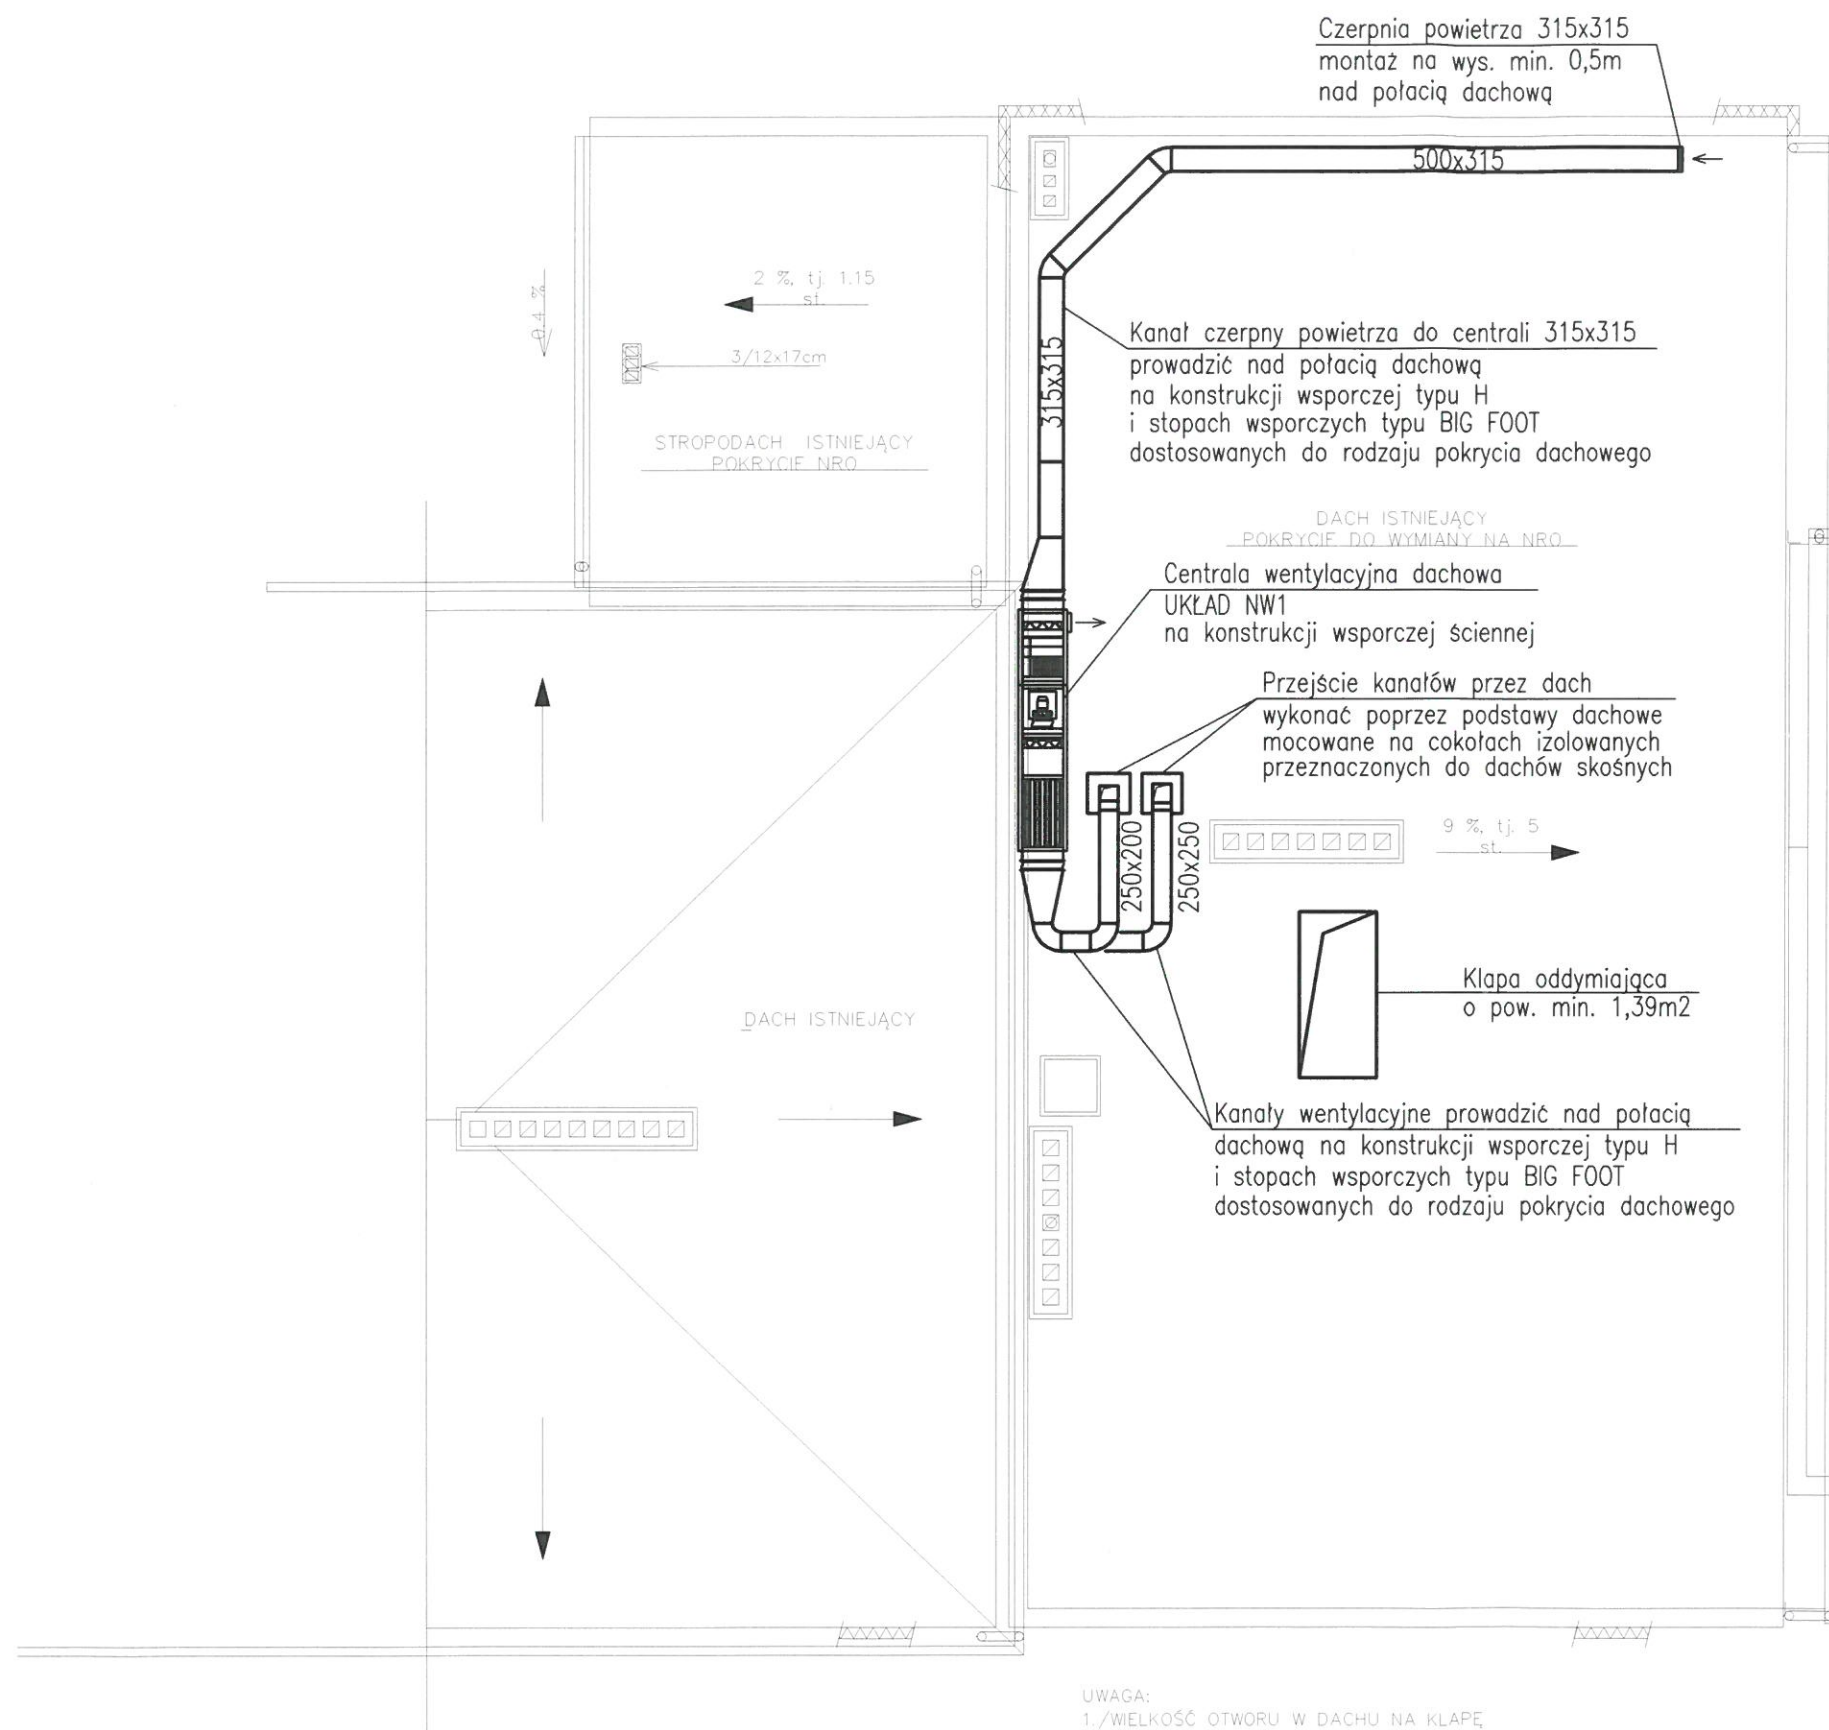 Czerpnia powietrza 315x315
montaż na wys. min. 0,5m
nad połacią dachową
500x315
2 %, tj. 1.15
st.
0.4 %
3/12x17cm
STROPODACH ISTNIEJĄCY
POKRYCIE NRO
315x315
Kanał czerpny powietrza do centrali 315x315
prowadzić nad połacią dachową
na konstrukcji wsporczej typu H
i stopach wsporczych typu BIG FOOT
dostosowanych do rodzaju pokrycia dachowego
DACH ISTNIEJĄCY
POKRYCIE DO WYMIANY NA NRO
Centrala wentylacyjna dachowa
UKŁAD NW1
na konstrukcji wsporczej ściennej
Przejście kanałów przez dach
wykonać poprzez podstawy dachowe
mocowane na cokołach izolowanych
przeznaczonych do dachów skośnych
250x200
250x250
9 %, tj. 5
st.
Klapa oddymiająca
o pow. min. 1,39m2
DACH ISTNIEJĄCY
Kanały wentylacyjne prowadzić nad połacią
dachową na konstrukcji wsporczej typu H
i stopach wsporczych typu BIG FOOT
dostosowanych do rodzaju pokrycia dachowego
UWAGA:
1./WIELKOŚĆ OTWORU W DACHU NA KLAPĘ